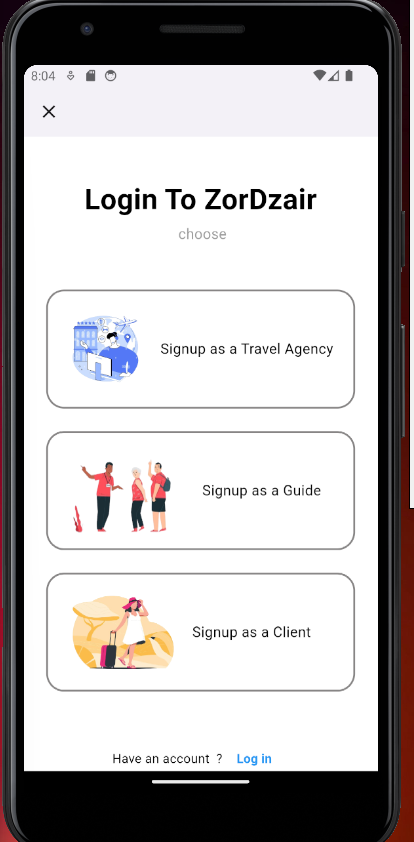 8:04
Login To ZorDzair
choose
Signup as a Travel Agency
Signup as a Guide
Signup as a Client
Have an account ? Log in